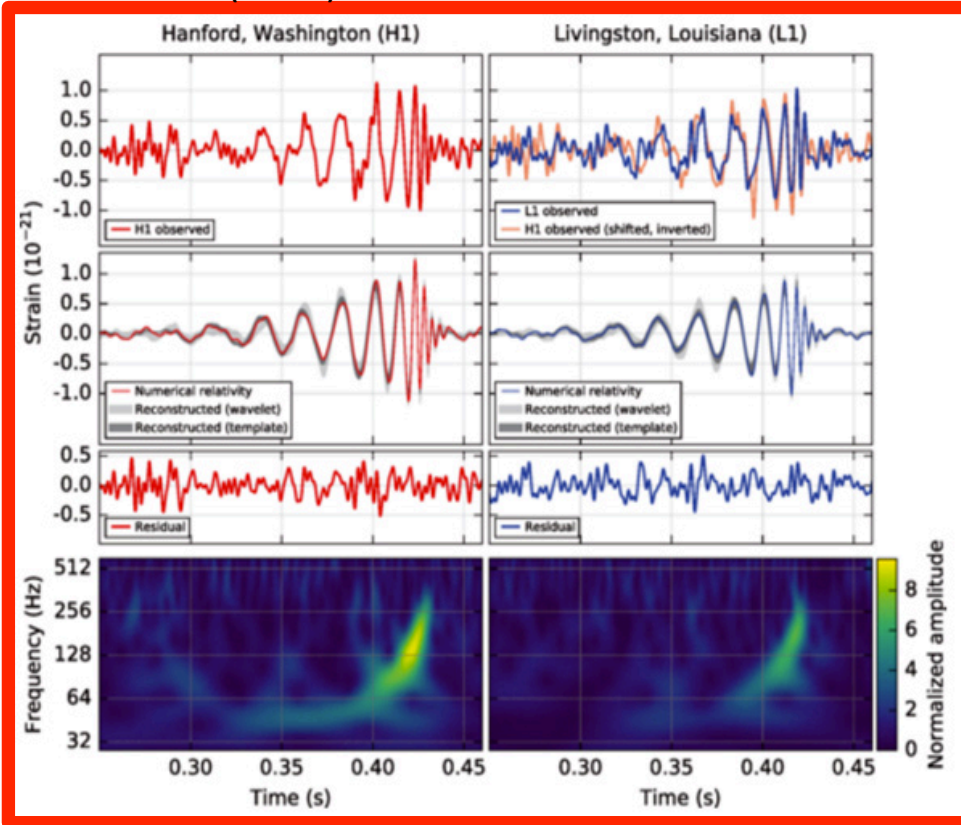 Hanford, Washington (H1)
Livingston, Louisiana (L1)
Strain (10⁻²¹)
1.0
0.5
0.0
-0.5
-1.0
H1 observed
L1 observed
H1 observed (shifted, inverted)
1.0
0.5
0.0
-0.5
-1.0
Numerical relativity
Reconstructed (wavelet)
Reconstructed (template)
Numerical relativity
Reconstructed (wavelet)
Reconstructed (template)
0.5
0.0
-0.5
Residual
Residual
Frequency (Hz)
512
256
128
64
32
Normalized amplitude
8
6
4
2
0
0.30 0.35 0.40 0.45
0.30 0.35 0.40 0.45
Time (s)
Time (s)